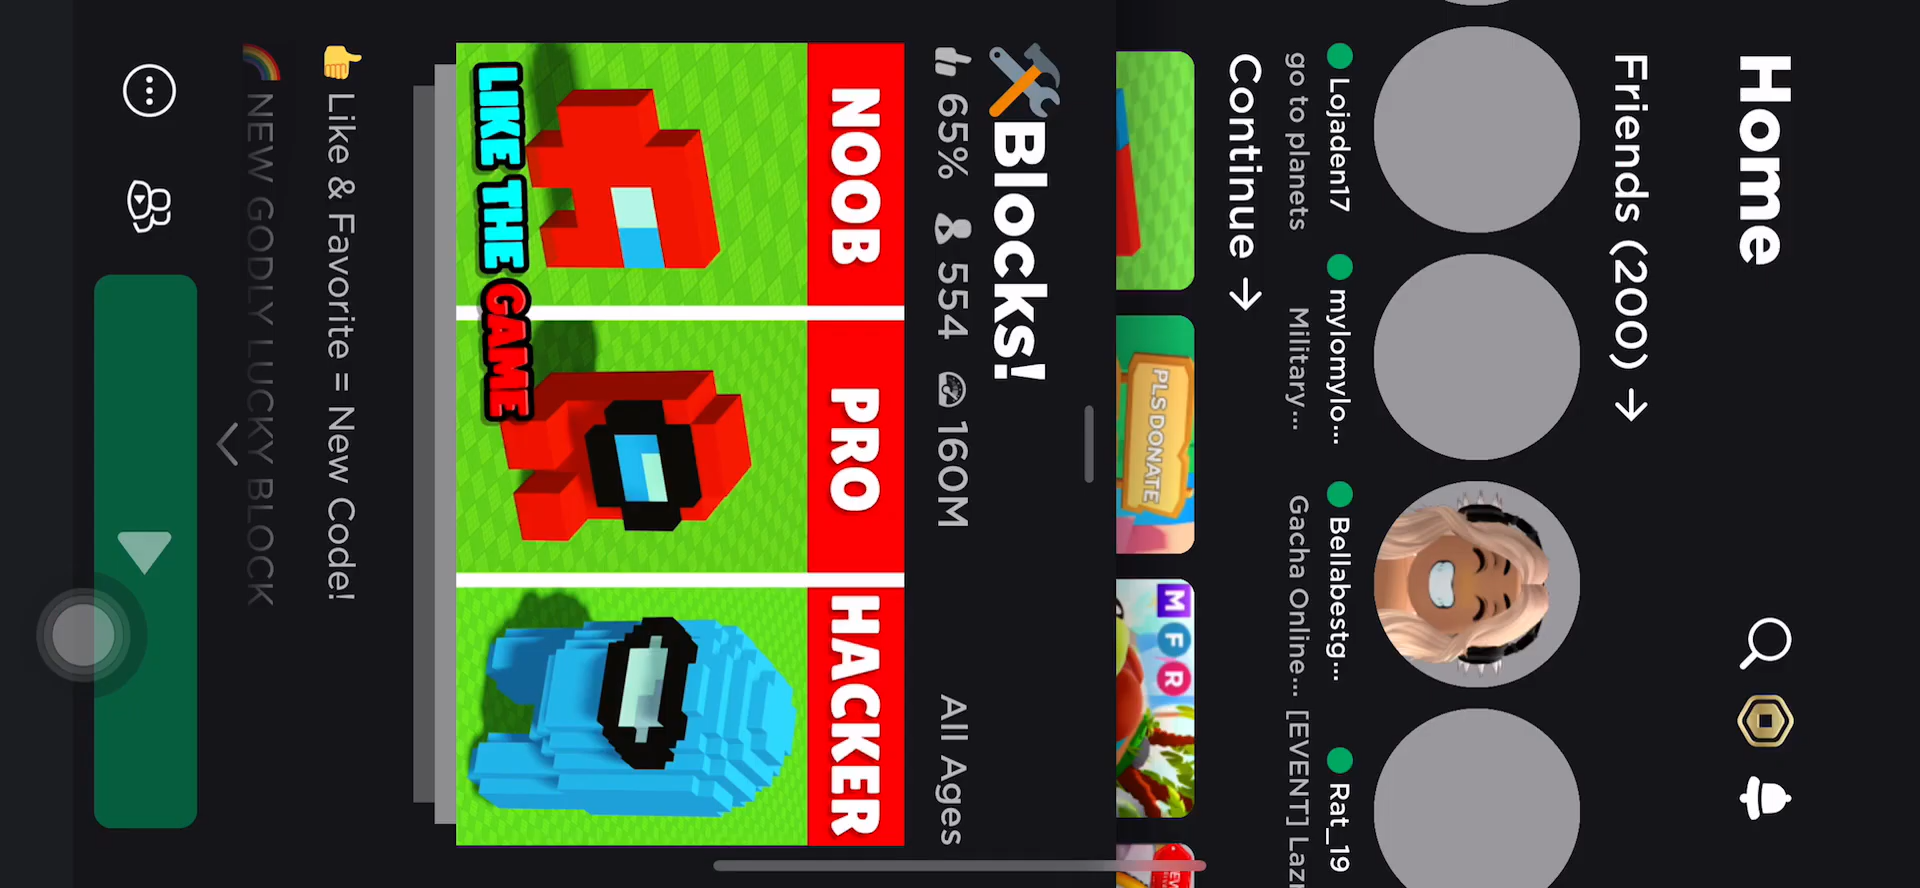 Home
Friends (200)
Lojaden17
mylomylo...
Bellabestg...
Rat_19
go to planets
Military...
Gacha Online...
[EVENT] Laz
Continue
PLS DONATE
M F R
Blocks!
65%
554
160M
All Ages
NOOB
PRO
HACKER
LIKE THE GAME
Like & Favorite = New Code!
NEW GODLY LUCKY BLOCK